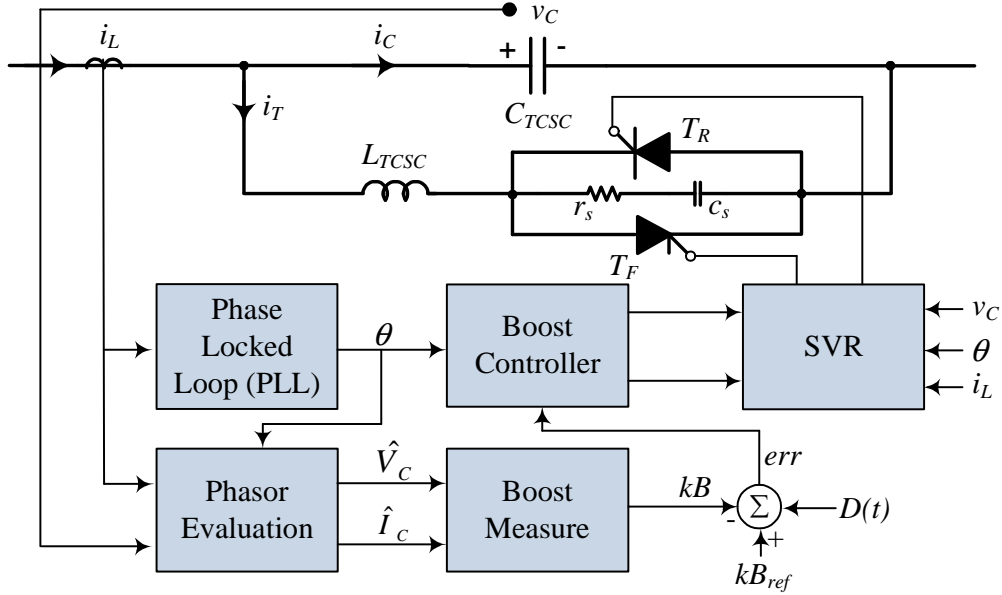 v_C
i_L
i_C
+ -
i_T
C_TCSC
T_R
L_TCSC
r_s
c_s
T_F
Phase
Locked
Loop (PLL)
θ
Boost
Controller
SVR
v_C
θ
i_L
Phasor
Evaluation
V̂_C
Î_C
Boost
Measure
kB
err
Σ
-
+
D(t)
kB_ref